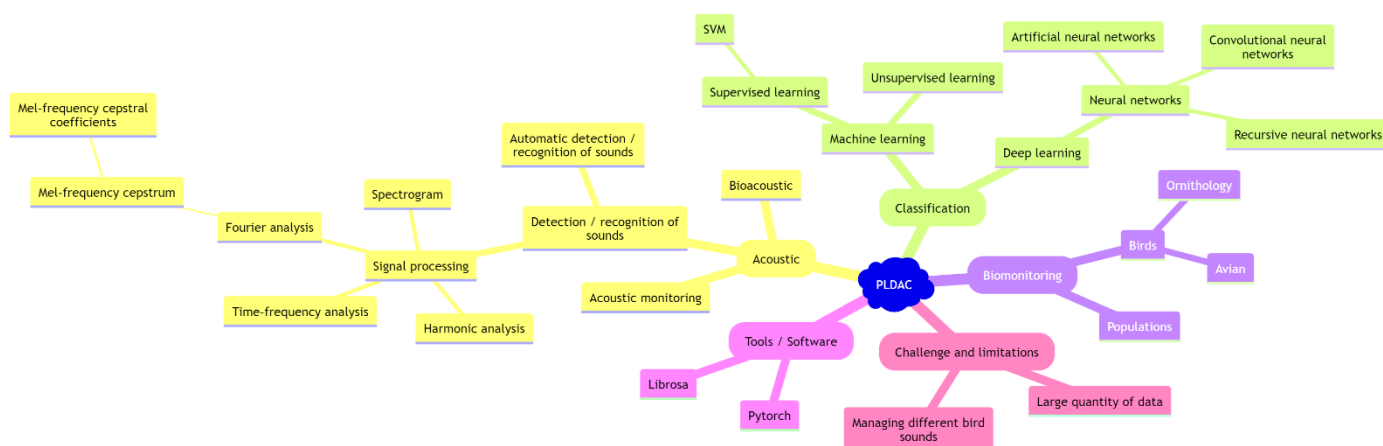 SVM
Artificial neural networks
Convolutional neural
networks
Unsupervised learning
Supervised learning
Neural networks
Mel-frequency cepstral
coefficients
Automatic detection /
recognition of sounds
Machine learning
Recursive neural networks
Deep learning
Mel-frequency cepstrum
Spectrogram
Bioacoustic
Ornithology
Fourier analysis
Detection / recognition of
sounds
Classification
Birds
Signal processing
Acoustic
Avian
Biomonitoring
PLDAC
Time-frequency analysis
Acoustic monitoring
Harmonic analysis
Populations
Tools / Software
Challenge and limitations
Librosa
Large quantity of data
Pytorch
Managing different bird
sounds